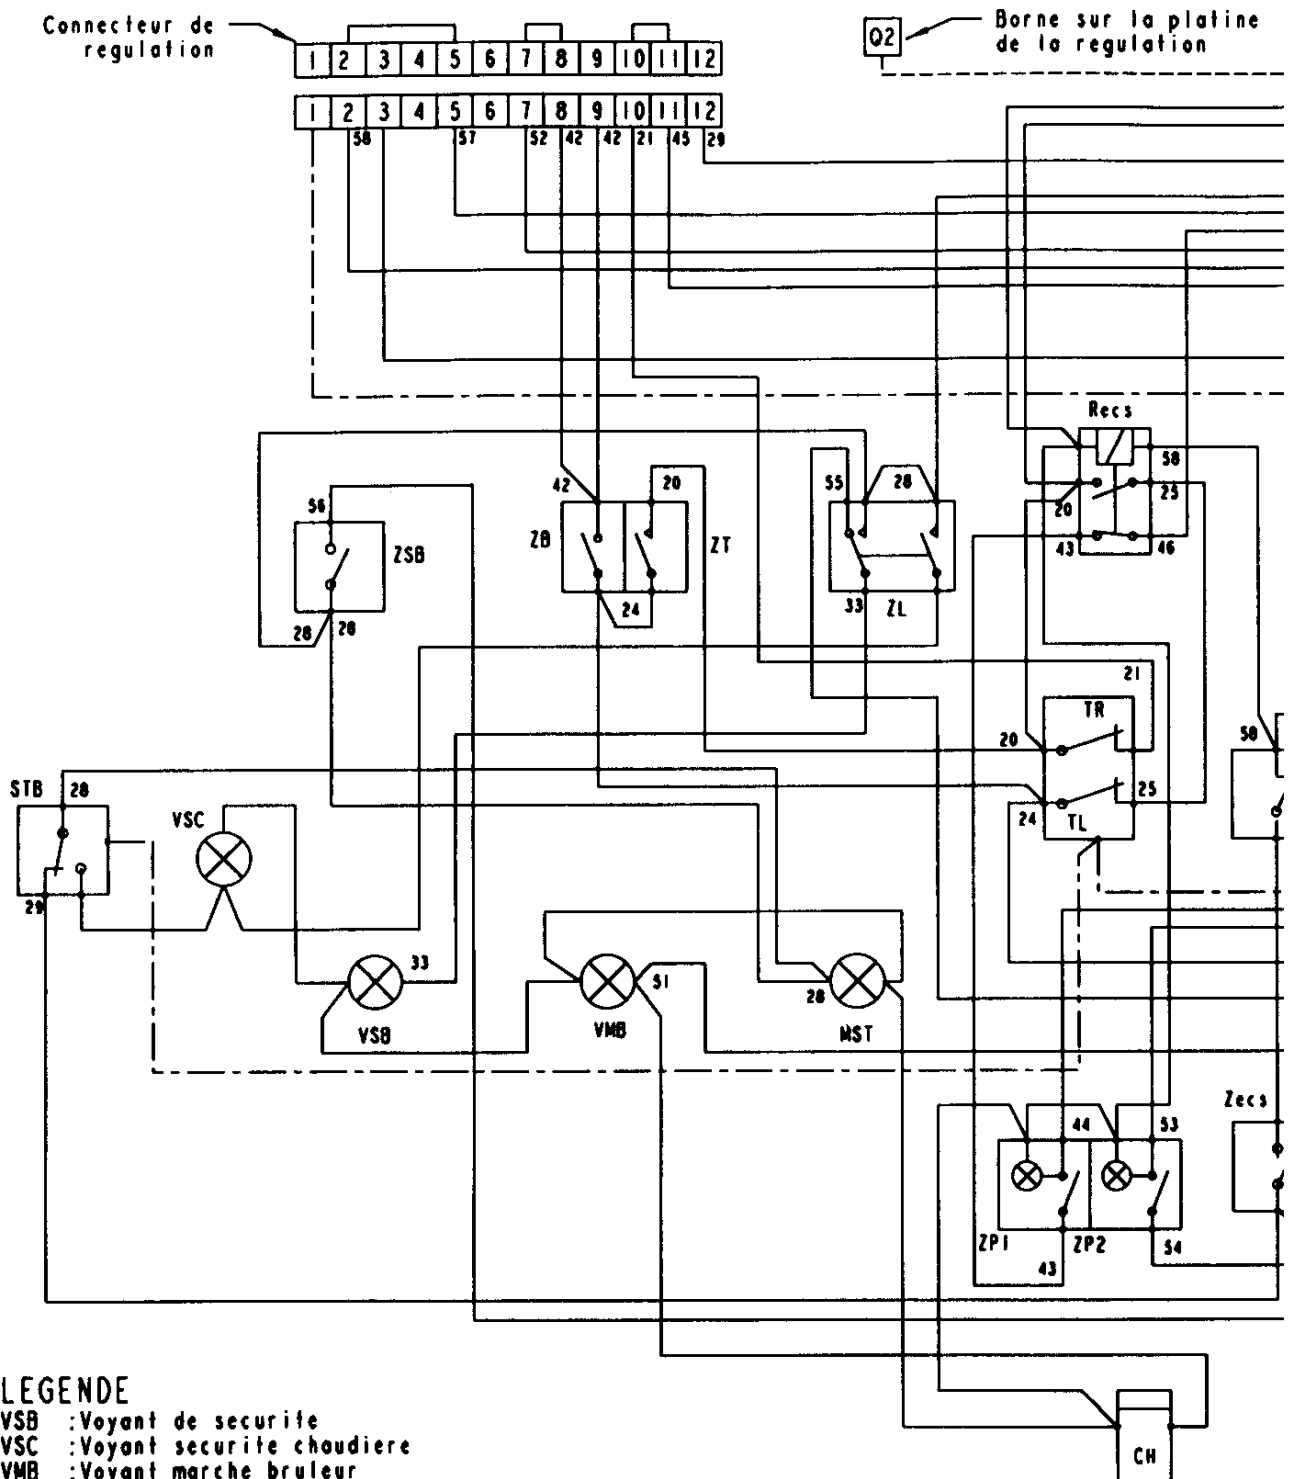 Connecteur de
regulation
Q2
Borne sur la platine
de la regulation
1 2 3 4 5 6 7 8 9 10 11 12
1 2 3 4 5 6 7 8 9 10 11 12
58 57 52 42 42 21 45 29
Recs
58
25
20
43 46
42 20
ZB ZT
24
55 28
33 ZL
56
ZSB
28 28
21
TR
20
25
24 TL
58
STB 28
VSC
29
33
VSB
51
VMB
28
MST
Zecs
44 53
ZP1 ZP2
43 54
CH
LEGENDE
VSB :Voyant de securite
VSC :Voyant securite chaudiere
VMB :Voyant marche bruleur